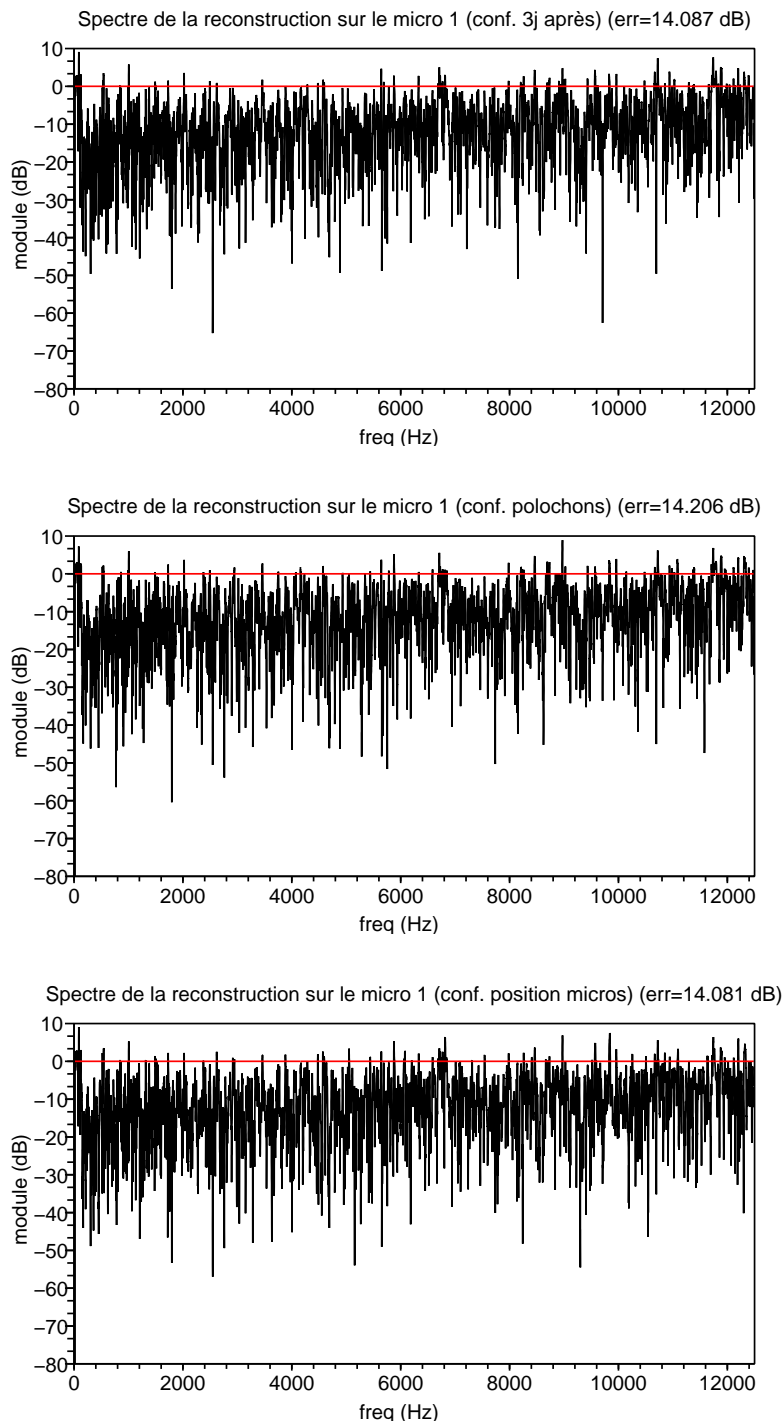 Spectre de la reconstruction sur le micro 1 (conf. 3j après) (err=14.087 dB)
10
0
−10
−20
−30
−40
−50
−60
−70
−80
module (dB)
0 2000 4000 6000 8000 10000 12000
freq (Hz)
Spectre de la reconstruction sur le micro 1 (conf. polochons) (err=14.206 dB)
10
0
−10
−20
−30
−40
−50
−60
−70
−80
module (dB)
0 2000 4000 6000 8000 10000 12000
freq (Hz)
Spectre de la reconstruction sur le micro 1 (conf. position micros) (err=14.081 dB)
10
0
−10
−20
−30
−40
−50
−60
−70
−80
module (dB)
0 2000 4000 6000 8000 10000 12000
freq (Hz)